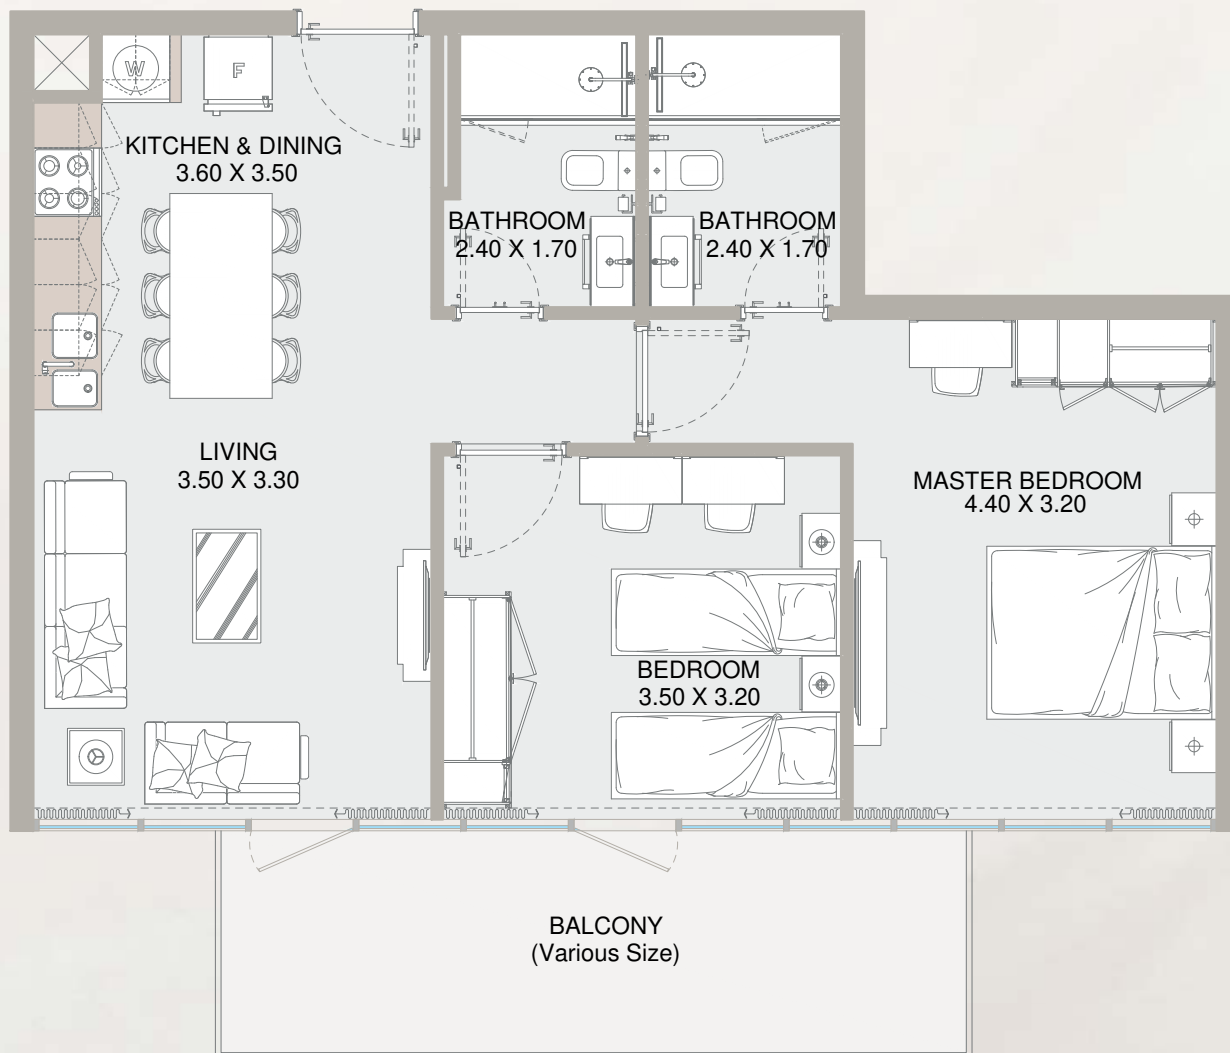 W
F
KITCHEN & DINING
3.60 X 3.50
BATHROOM
2.40 X 1.70
BATHROOM
2.40 X 1.70
LIVING
3.50 X 3.30
MASTER BEDROOM
4.40 X 3.20
BEDROOM
3.50 X 3.20
BALCONY
(Various Size)